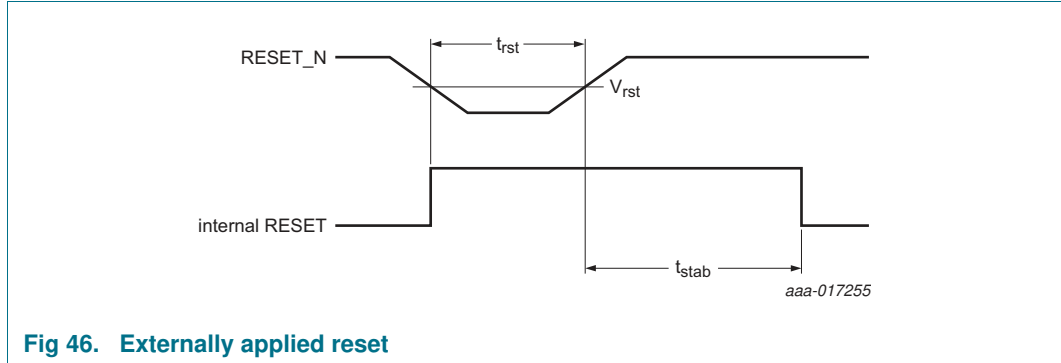 t_rst
RESET_N
V_rst
internal RESET
t_stab
aaa-017255
Fig 46. Externally applied reset